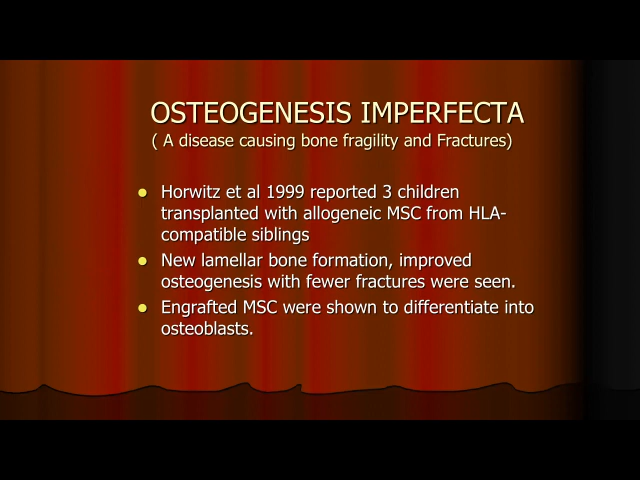 OSTEOGENESIS IMPERFECTA
( A disease causing bone fragility and Fractures)
Horwitz et al 1999 reported 3 children
transplanted with allogeneic MSC from HLA-
compatible siblings
New lamellar bone formation, improved
osteogenesis with fewer fractures were seen.
Engrafted MSC were shown to differentiate into
osteoblasts.